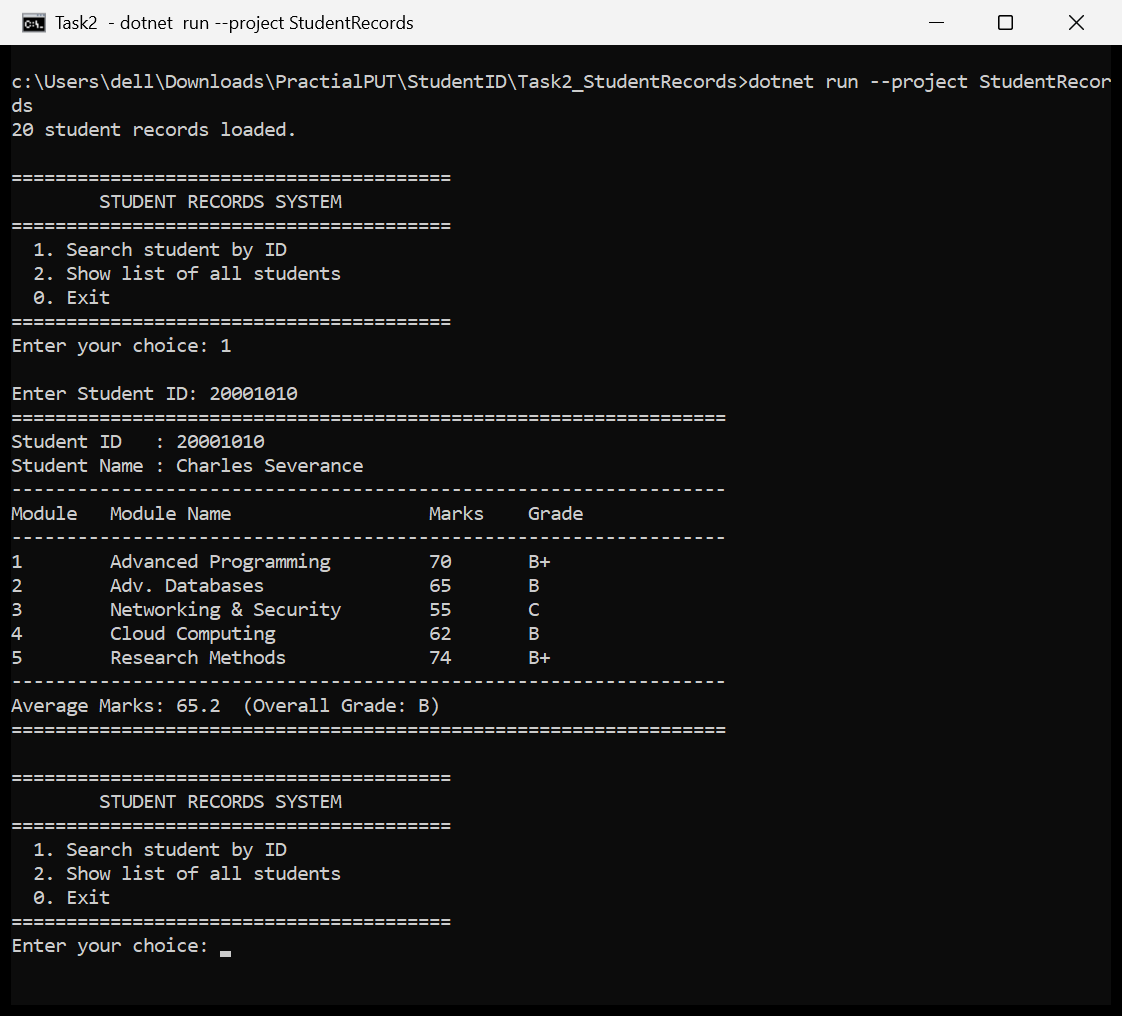 Task2 - dotnet run --project StudentRecords
c:\Users\dell\Downloads\PractialPUT\StudentID\Task2_StudentRecords>dotnet run --project StudentRecor
ds
20 student records loaded.
========================================
STUDENT RECORDS SYSTEM
========================================
1. Search student by ID
2. Show list of all students
0. Exit
========================================
Enter your choice: 1
Enter Student ID: 20001010
=================================================================
Student ID   : 20001010
Student Name : Charles Severance
-----------------------------------------------------------------
Module   Module Name                  Marks    Grade
-----------------------------------------------------------------
1        Advanced Programming         70       B+
2        Adv. Databases               65       B
3        Networking & Security        55       C
4        Cloud Computing              62       B
5        Research Methods             74       B+
-----------------------------------------------------------------
Average Marks: 65.2  (Overall Grade: B)
=================================================================
========================================
STUDENT RECORDS SYSTEM
========================================
1. Search student by ID
2. Show list of all students
0. Exit
========================================
Enter your choice: